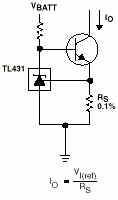 VBATT
IO
TL431
RS
0.1%
IO = VI(ref) / RS